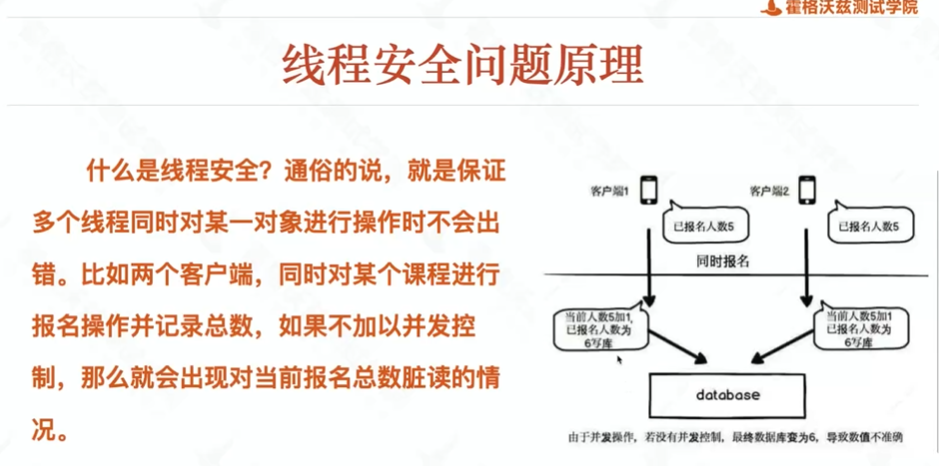 霍格沃兹测试学院
线程安全问题原理
什么是线程安全？通俗的说，就是保证
多个线程同时对某一对象进行操作时不会出
错。比如两个客户端，同时对某个课程进行
报名操作并记录总数，如果不加以并发控
制，那么就会出现对当前报名总数脏读的情
况。
客户端1
客户端2
已报名人数5
已报名人数5
同时报名
当前人数5加1,
已报名人数为
6写库
当前人数5加1
已报名人数为
6写库
database
由于并发操作，若没有并发控制，最终数据库变为6，导致数值不准确